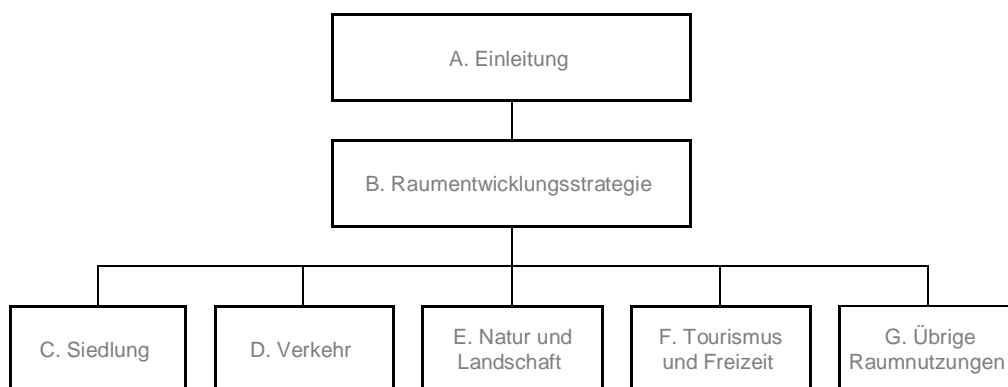 A. Einleitung
B. Raumentwicklungsstrategie
C. Siedlung
D. Verkehr
E. Natur und
Landschaft
F. Tourismus
und Freizeit
G. Übrige
Raumnutzungen